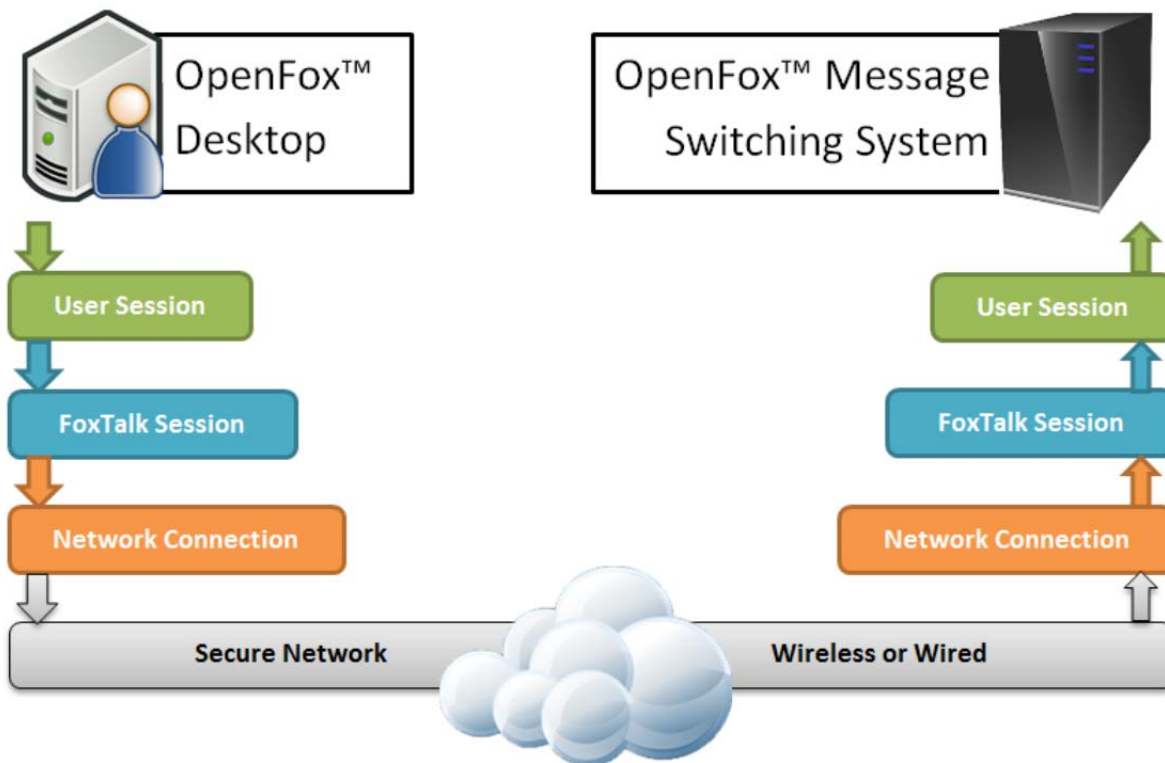 OpenFox™
Desktop
OpenFox™ Message
Switching System
User Session
User Session
FoxTalk Session
FoxTalk Session
Network Connection
Network Connection
Secure Network
Wireless or Wired